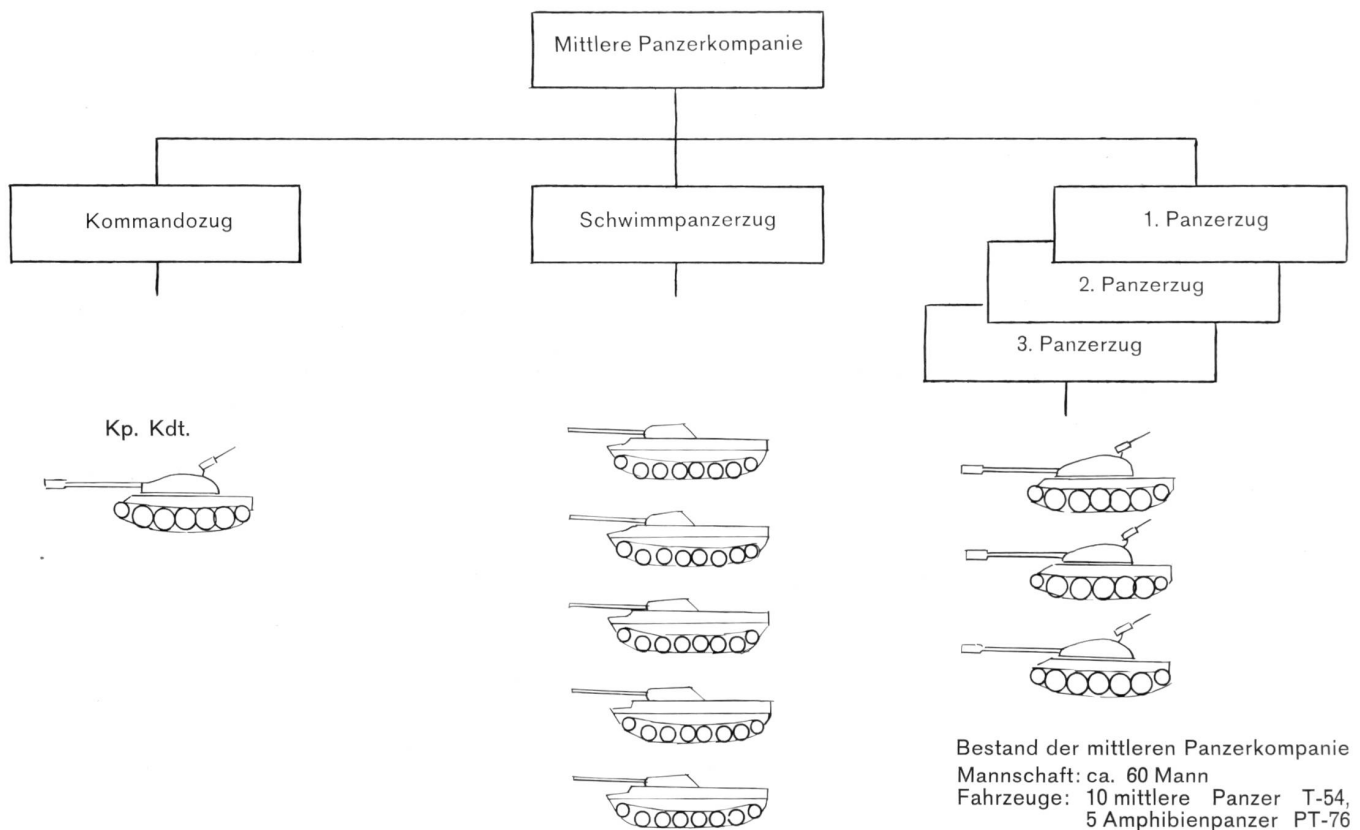 Mittlere Panzerkompanie
Kommandozug
Schwimmpanzerzug
1. Panzerzug
2. Panzerzug
3. Panzerzug
Kp. Kdt.
Bestand der mittleren Panzerkompanie
Mannschaft: ca. 60 Mann
Fahrzeuge: 10 mittlere Panzer T-54,
5 Amphibienpanzer PT-76